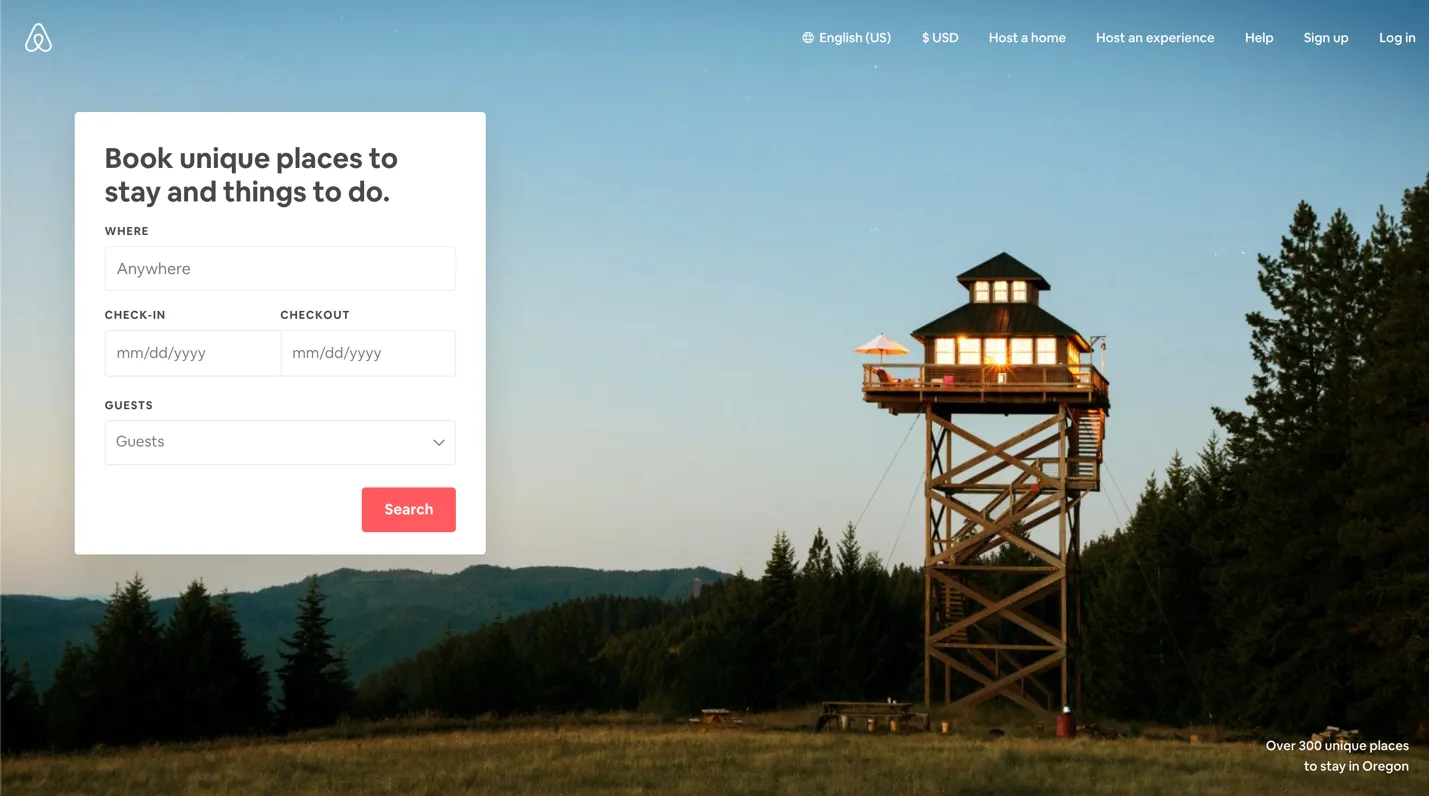 English (US)
$ USD
Host a home
Host an experience
Help
Sign up
Log in
Book unique places to
stay and things to do.
WHERE
Anywhere
CHECK-IN
CHECKOUT
mm/dd/yyyy
mm/dd/yyyy
GUESTS
Guests
Search
Over 300 unique places
to stay in Oregon